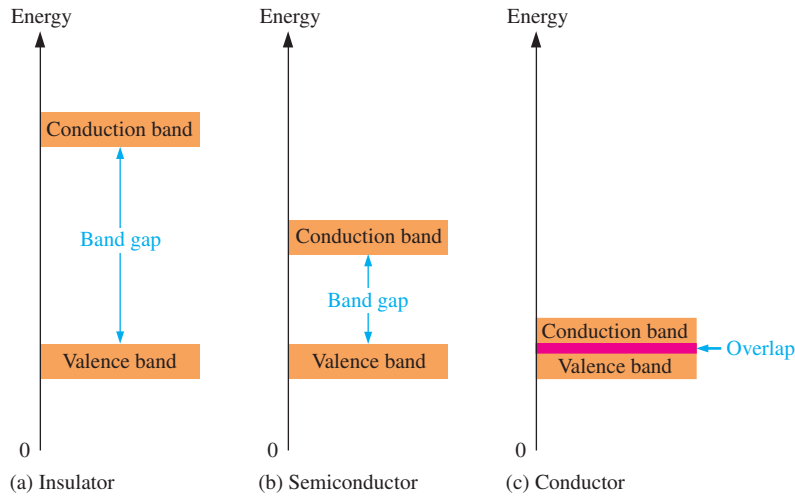 Energy
Conduction band
Band gap
Valence band
0
(a) Insulator
Energy
Conduction band
Band gap
Valence band
0
(b) Semiconductor
Energy
Conduction band
Overlap
Valence band
0
(c) Conductor